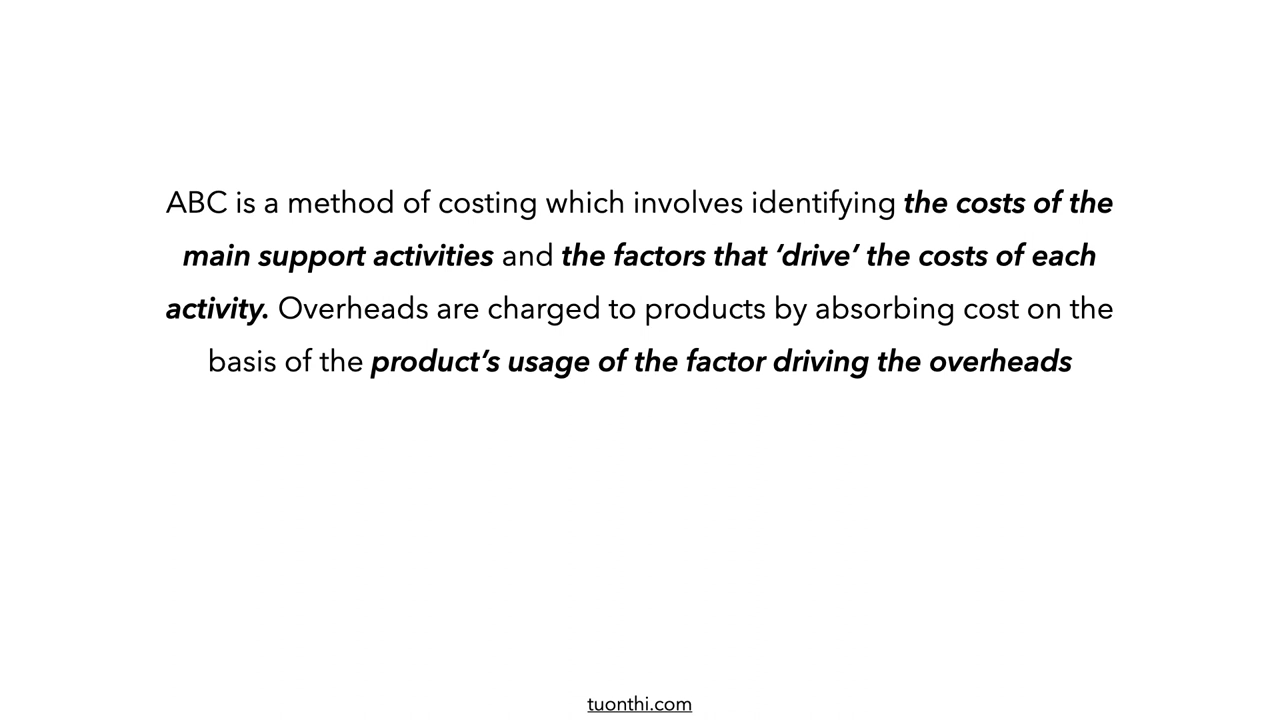 ABC is a method of costing which involves identifying the costs of the
main support activities and the factors that ‘drive’ the costs of each
activity. Overheads are charged to products by absorbing cost on the
basis of the product’s usage of the factor driving the overheads
tuonthi.com